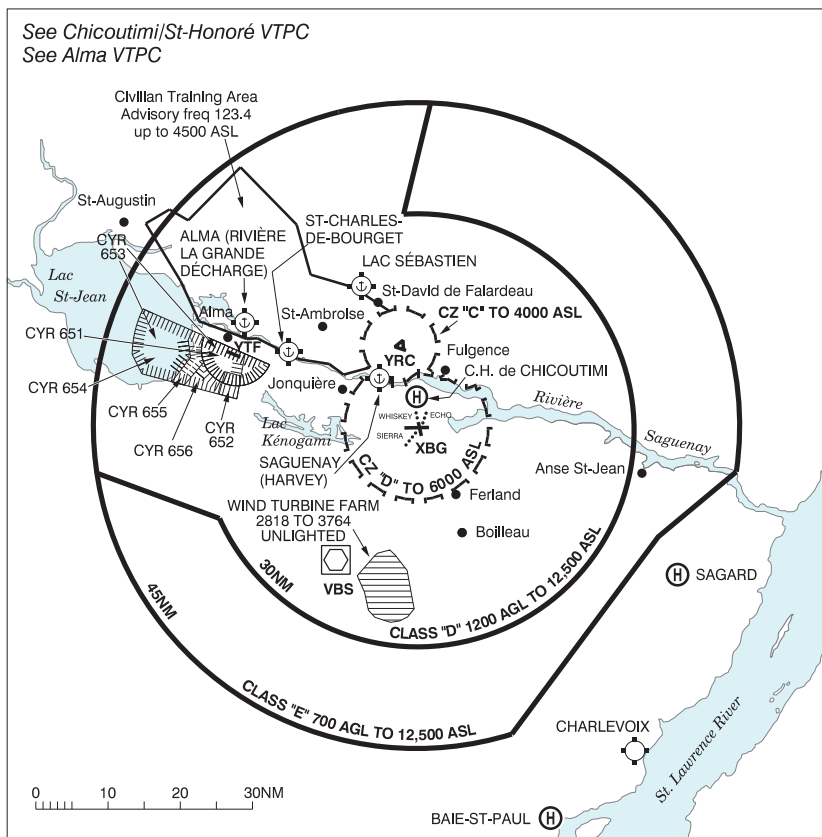 See Chicoutimi/St-Honoré VTPC
See Alma VTPC
Civilian Training Area
Advisory freq 123.4
up to 4500 ASL
St-Augustin
CYR
653
ALMA (RIVIÈRE
LA GRANDE
DÉCHARGE)
ST-CHARLES-
DE-BOURGET
LAC SÉBASTIEN
Lac
St-Jean
St-David de Falardeau
CZ "C" TO 4000 ASL
Alma
St-Ambroise
CYR 651
YTF
YRC
Fulgence
C.H. de CHICOUTIMI
CYR 654
Jonquière
H
Rivière
CYR 655
CYR
652
Lac
Kénogami
WHISKEY
ECHO
SIERRA
XBG
CYR 656
Saguenay
SAGUENAY
(HARVEY)
CZ "D" TO 6000 ASL
Anse St-Jean
Ferland
WIND TURBINE FARM
2818 TO 3764
UNLIGHTED
Boilleau
VBS
H SAGARD
30NM
CLASS "D" 1200 AGL TO 12,500 ASL
45NM
CLASS "E" 700 AGL TO 12,500 ASL
CHARLEVOIX
St. Lawrence River
0 10 20 30NM
BAIE-ST-PAUL H